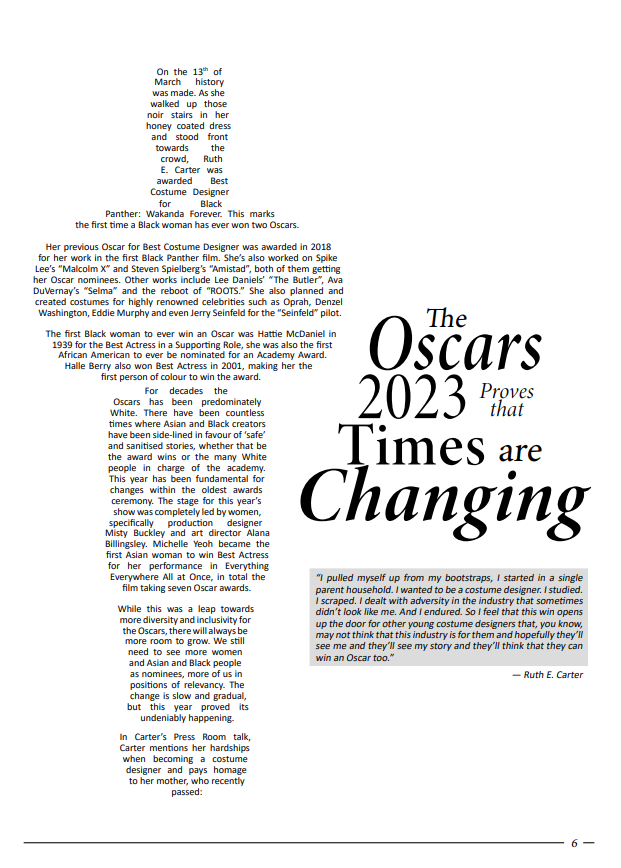 On the 13th of
March history
was made. As she
walked up those
noir stairs in her
honey coated dress
and stood front
towards the
crowd, Ruth
E. Carter was
awarded Best
Costume Designer
for Black
Panther: Wakanda Forever. This marks
the first time a Black woman has ever won two Oscars.
Her previous Oscar for Best Costume Designer was awarded in 2018
for her work in the first Black Panther film. She's also worked on Spike
Lee's "Malcolm X" and Steven Spielberg's "Amistad", both of them getting
her Oscar nominees. Other works include Lee Daniels' "The Butler", Ava
DuVernay's "Selma" and the reboot of "ROOTS." She also planned and
created costumes for highly renowned celebrities such as Oprah, Denzel
Washington, Eddie Murphy and even Jerry Seinfeld for the "Seinfeld" pilot.
The first Black woman to ever win an Oscar was Hattie McDaniel in
1939 for the Best Actress in a Supporting Role, she was also the first
African American to ever be nominated for an Academy Award.
Halle Berry also won Best Actress in 2001, making her the
first person of colour to win the award.
For decades the
Oscars has been predominately
White. There have been countless
times where Asian and Black creators
have been side-lined in favour of 'safe'
and sanitised stories, whether that be
the award wins or the many White
people in charge of the academy.
This year has been fundamental for
changes within the oldest awards
ceremony. The stage for this year's
show was completely led by women,
specifically production designer
Misty Buckley and art director Alana
Billingsley. Michelle Yeoh became the
first Asian woman to win Best Actress
for her performance in Everything
Everywhere All at Once, in total the
film taking seven Oscar awards.
While this was a leap towards
more diversity and inclusivity for
the Oscars, there will always be
more room to grow. We still
need to see more women
and Asian and Black people
as nominees, more of us in
positions of relevancy. The
change is slow and gradual,
but this year proved its
undeniably happening.
In Carter's Press Room talk,
Carter mentions her hardships
when becoming a costume
designer and pays homage
to her mother, who recently
passed:
The
Oscars
2023 Proves
that
Times are
Changing
"I pulled myself up from my bootstraps, I started in a single
parent household. I wanted to be a costume designer. I studied.
I scraped. I dealt with adversity in the industry that sometimes
didn't look like me. And I endured. So I feel that this win opens
up the door for other young costume designers that, you know,
may not think that this industry is for them and hopefully they'll
see me and they'll see my story and they'll think that they can
win an Oscar too."
— Ruth E. Carter
6